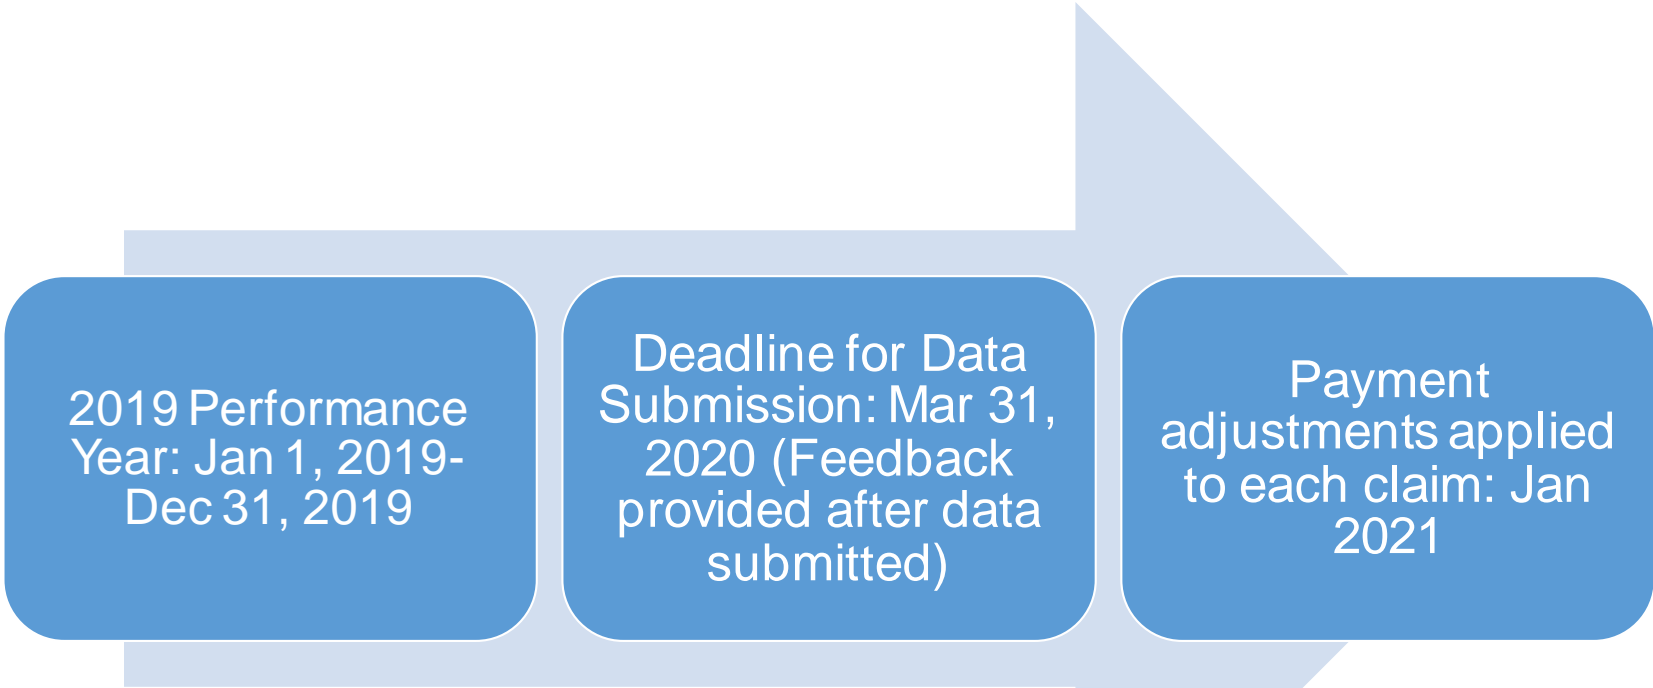 2019 Performance
Year: Jan 1, 2019-
Dec 31, 2019
Deadline for Data
Submission: Mar 31,
2020 (Feedback
provided after data
submitted)
Payment
adjustments applied
to each claim: Jan
2021